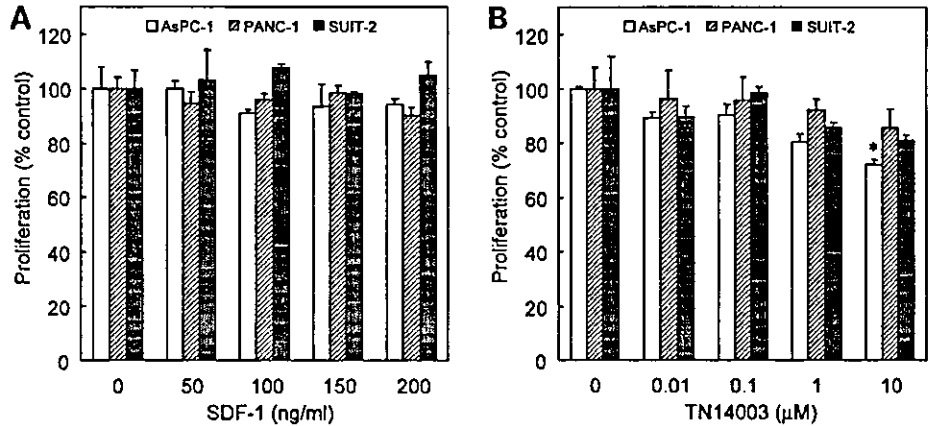 A
AsPC-1 PANC-1 SUIT-2
Proliferation (% control)
120
100
80
60
40
20
0
0 50 100 150 200
SDF-1 (ng/ml)
B
AsPC-1 PANC-1 SUIT-2
Proliferation (% control)
120
100
80
60
40
20
0
*
0 0.01 0.1 1 10
TN14003 (μM)